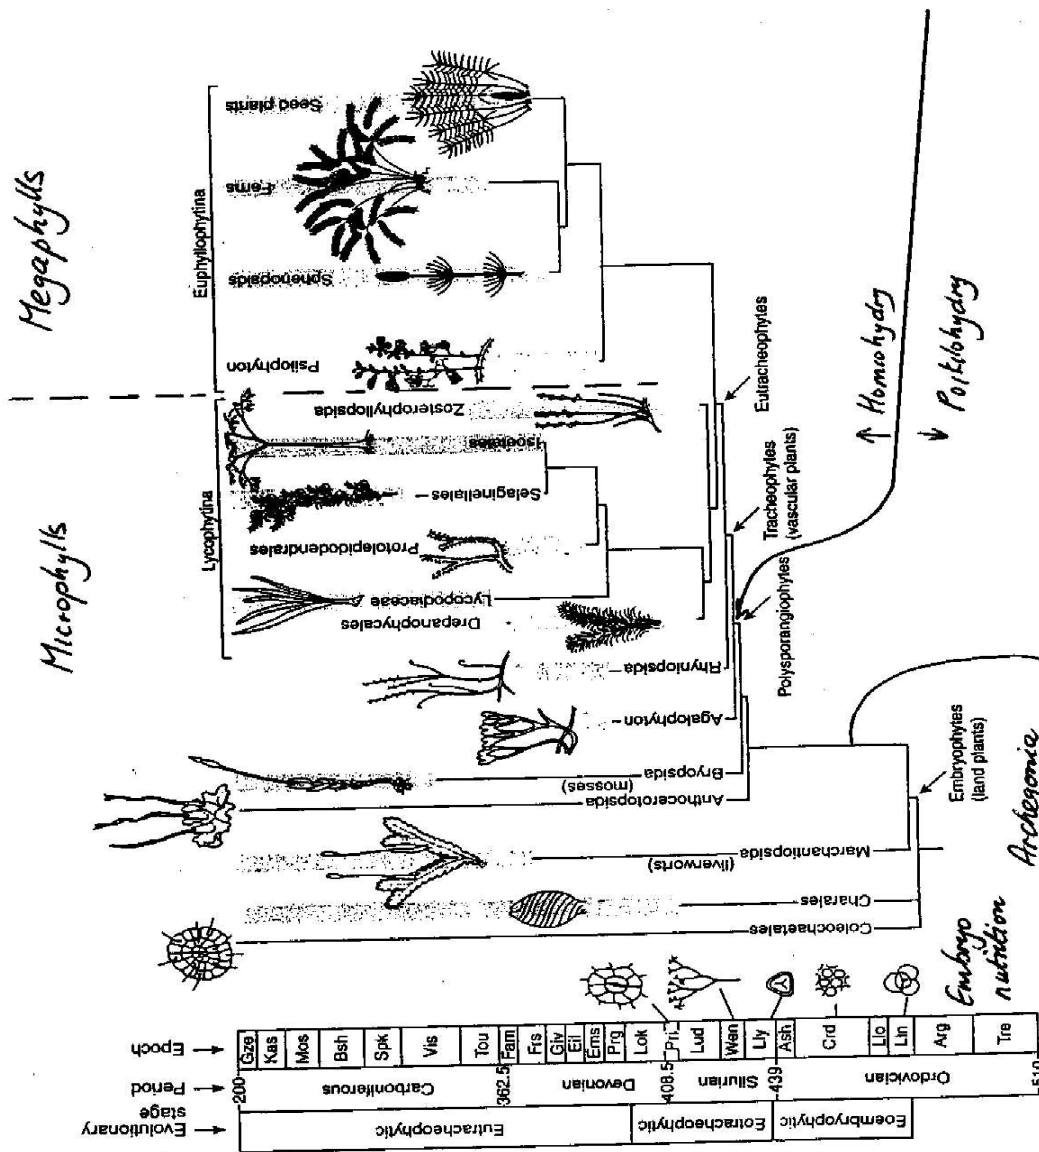 Megaphylls
Microphylls
Euphyllophytina
Lycophytina
Seed plants
Ferns
Sphenopsids
Psilophyton
Zosterophyllopsida
Isoetales
Selaginellales
Protolepidodendrales
Lycopodiaceae
Drepanophycales
Rhyniopsida
Agalophyton
Bryopsida
(mosses)
Anthocerotopsida
Marchantiopsida
(liverworts)
Charales
Coleochaetales
Eutracheophytes
Tracheophytes
(vascular plants)
Polysporangiophytes
Embryophytes
(land plants)
↑ Homiohydry
↓ Poikilohydry
Archegonia
Embryo
nutrition
Epoch
Gze
Kas
Mos
Bsh
Spk
Vis
Tou
Fam
Frs
Giv
Eif
Ems
Prg
Lok
Pri
Lud
Wen
Lly
Ash
Crd
Llo
Lln
Arg
Tre
Period
Carboniferous
362.5
Devonian
408.5
Silurian
439
Ordovician
510
Evolutionary
stage
Eutracheophytic
Eotracheophytic
Eoembryophytic